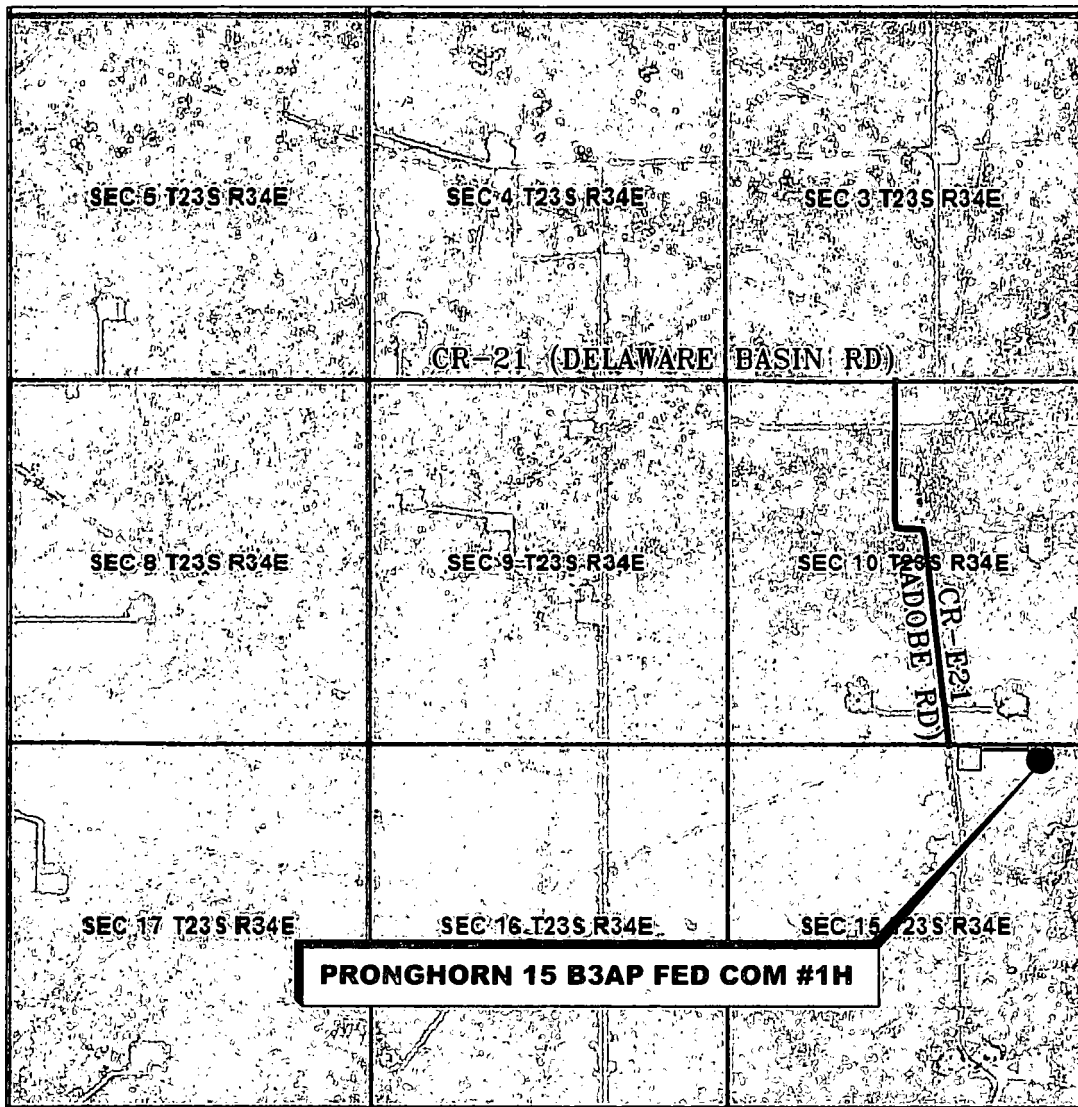 SEC 5 T23S R34E
SEC 4 T23S R34E
SEC 3 T23S R34E
CR-21 (DELAWARE BASIN RD)
SEC 8 T23S R34E
SEC 9 T23S R34E
SEC 10 T23S R34E
CR-E21
(ADOBE RD)
SEC 17 T23S R34E
SEC 16 T23S R34E
SEC 15 T23S R34E
PRONGHORN 15 B3AP FED COM #1H